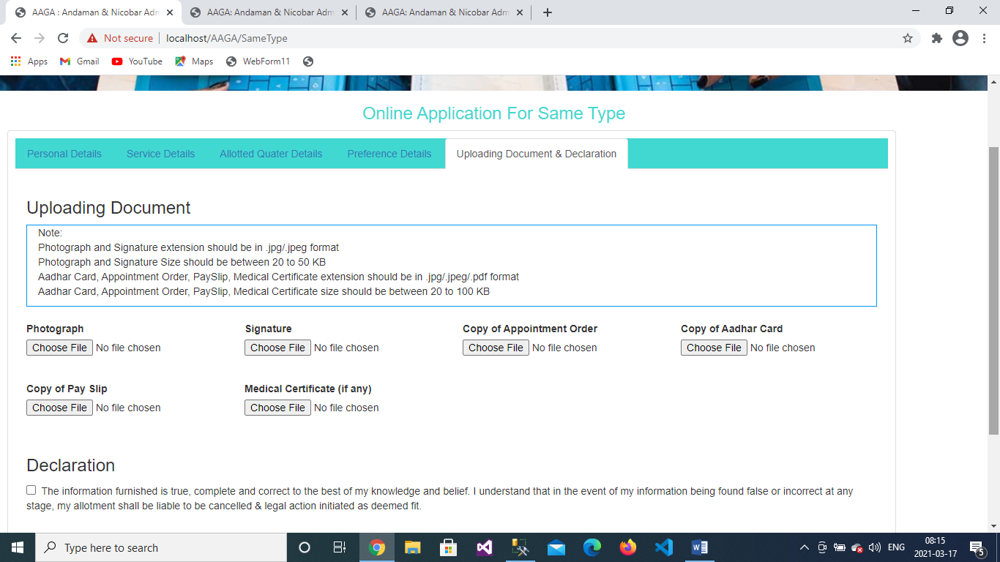 AAGA : Andaman & Nicobar Adm
AAGA: Andaman & Nicobar Adm
AAGA: Andaman & Nicobar Adm
Not secure
localhost/AAGA/SameType
Apps
Gmail
YouTube
Maps
WebForm11
Online Application For Same Type
Personal Details
Service Details
Allotted Quater Details
Preference Details
Uploading Document & Declaration
Uploading Document
Note:
Photograph and Signature extension should be in .jpg/.jpeg format
Photograph and Signature Size should be between 20 to 50 KB
Aadhar Card, Appointment Order, PaySlip, Medical Certificate extension should be in .jpg/.jpeg/.pdf format
Aadhar Card, Appointment Order, PaySlip, Medical Certificate size should be between 20 to 100 KB
Photograph
Signature
Copy of Appointment Order
Copy of Aadhar Card
Choose File No file chosen
Choose File No file chosen
Choose File No file chosen
Choose File No file chosen
Copy of Pay Slip
Medical Certificate (if any)
Choose File No file chosen
Choose File No file chosen
Declaration
The information furnished is true, complete and correct to the best of my knowledge and belief. I understand that in the event of my information being found false or incorrect at any
stage, my allotment shall be liable to be cancelled & legal action initiated as deemed fit.
Type here to search
ENG
08:15
2021-03-17
5